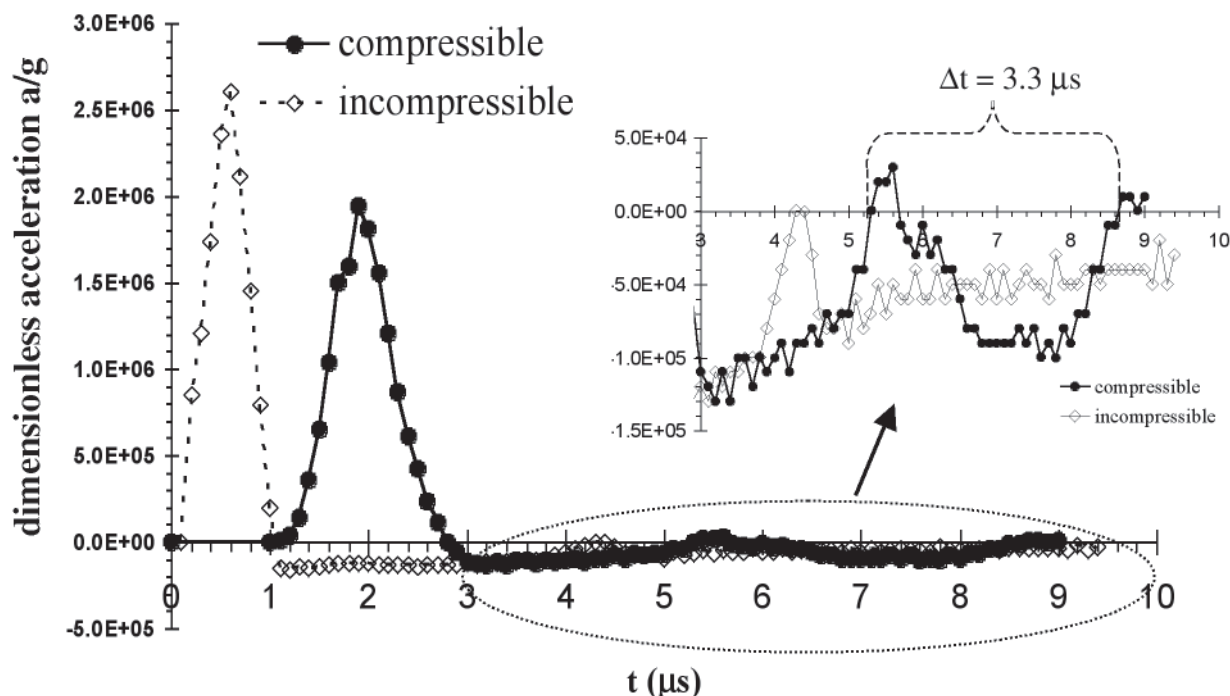 dimensionless acceleration a/g
3.0E+06
2.5E+06
2.0E+06
1.5E+06
1.0E+06
5.0E+05
0.0E+00
-5.0E+05
0 1 2 3 4 5 6 7 8 9 10
t (μs)
compressible
incompressible
Δt = 3.3 μs
5.0E+04
0.0E+00
-5.0E+04
-1.0E+05
-1.5E+05
3 4 5 6 7 8 9 10
compressible
incompressible